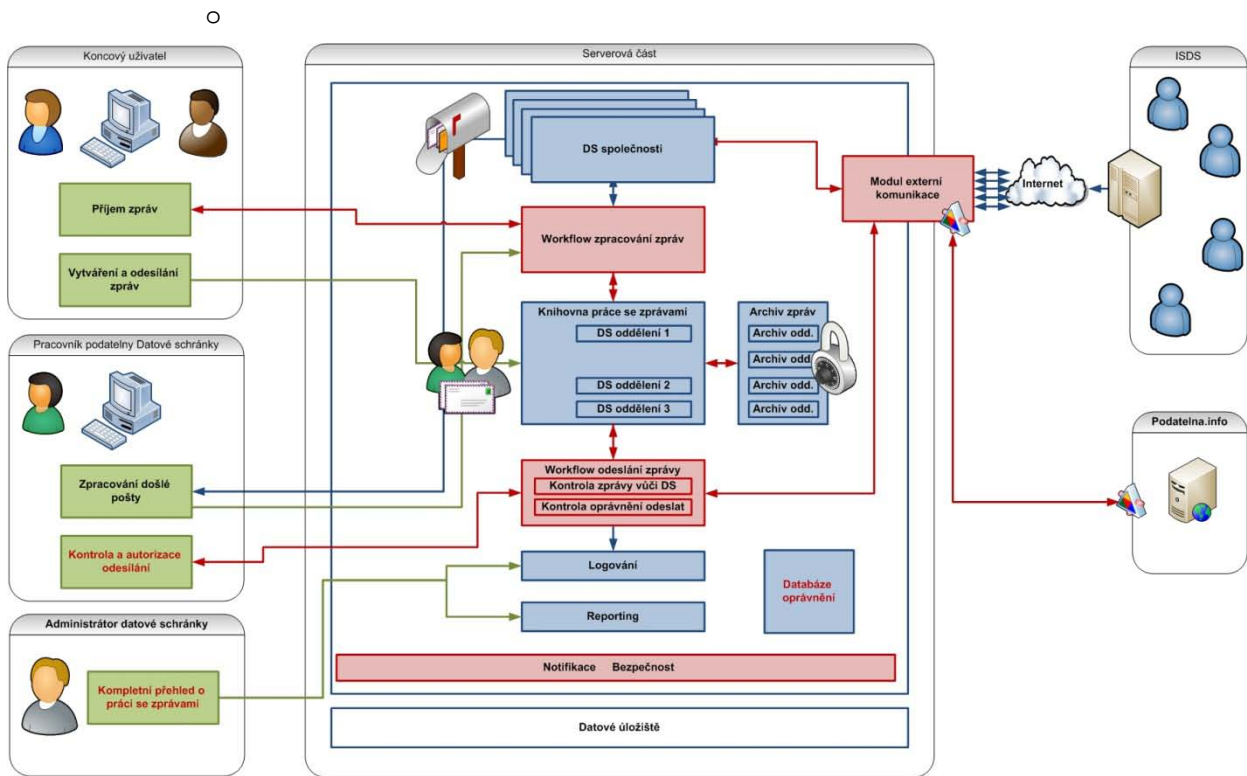 o
Koncový uživatel
Příjem zpráv
Vytváření a odesílání
zpráv
Pracovník podatelny Datové schránky
Zpracování došlé
pošty
Kontrola a autorizace
odesílání
Administrátor datové schránky
Kompletní přehled o
práci se zprávami
Serverová část
DS společnosti
Workflow zpracování zpráv
Knihovna práce se zprávami
DS oddělení 1
DS oddělení 2
DS oddělení 3
Archiv zpráv
Archiv odd.
Archiv odd.
Archiv odd.
Archiv odd.
Workflow odeslání zprávy
Kontrola zprávy vůči DS
Kontrola oprávnění odeslat
Logování
Reporting
Databáze
oprávnění
Notifikace Bezpečnost
Datové úložiště
Modul externí
komunikace
Internet
ISDS
Podatelna.info